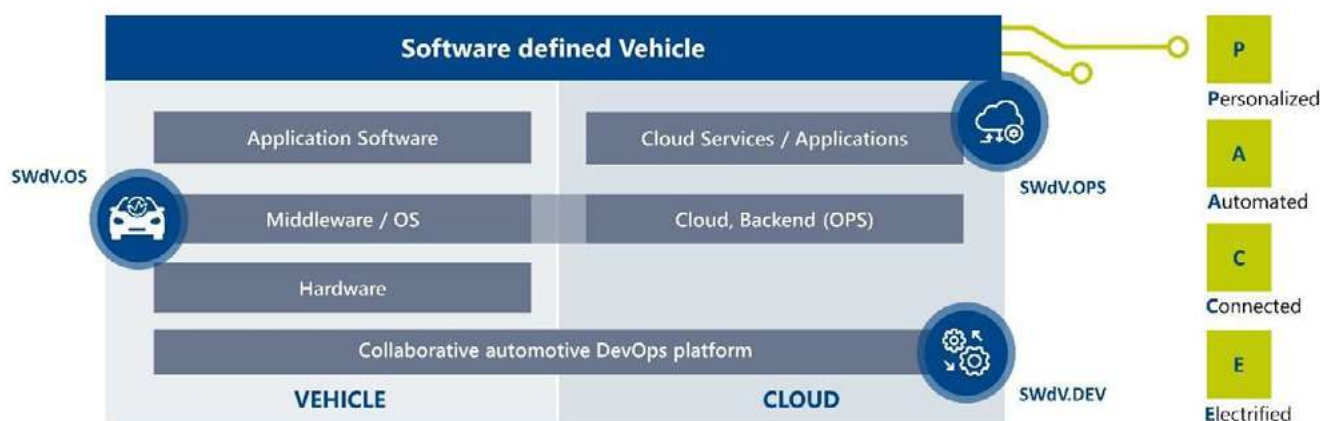 Software defined Vehicle
Application Software
Cloud Services / Applications
SWdV.OS
SWdV.OPS
Middleware / OS
Cloud, Backend (OPS)
Hardware
Collaborative automotive DevOps platform
VEHICLE
CLOUD
SWdV.DEV
P
Personalized
A
Automated
C
Connected
E
Electrified